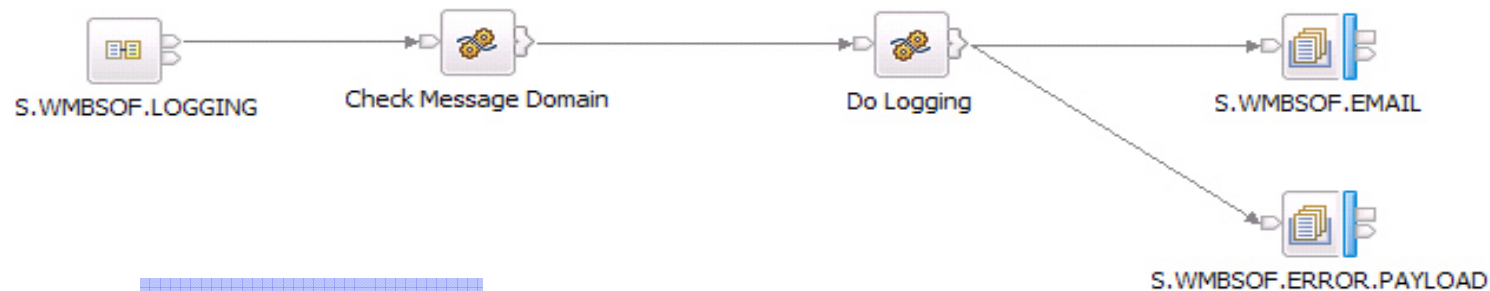 S.WMBSOF.LOGGING
Check Message Domain
Do Logging
S.WMBSOF.EMAIL
S.WMBSOF.ERROR.PAYLOAD